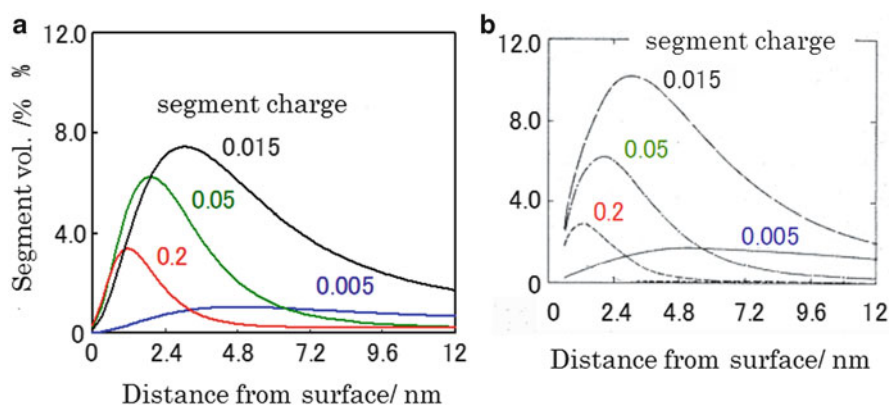 a
12.0
8.0
4.0
0
Segment vol. /% %
segment charge
0.015
0.05
0.2
0.005
0 2.4 4.8 7.2 9.6 12
Distance from surface/ nm
b
12.0
8.0
4.0
0
segment charge
0.015
0.05
0.2
0.005
0 2.4 4.8 7.2 9.6 12
Distance from surface/ nm